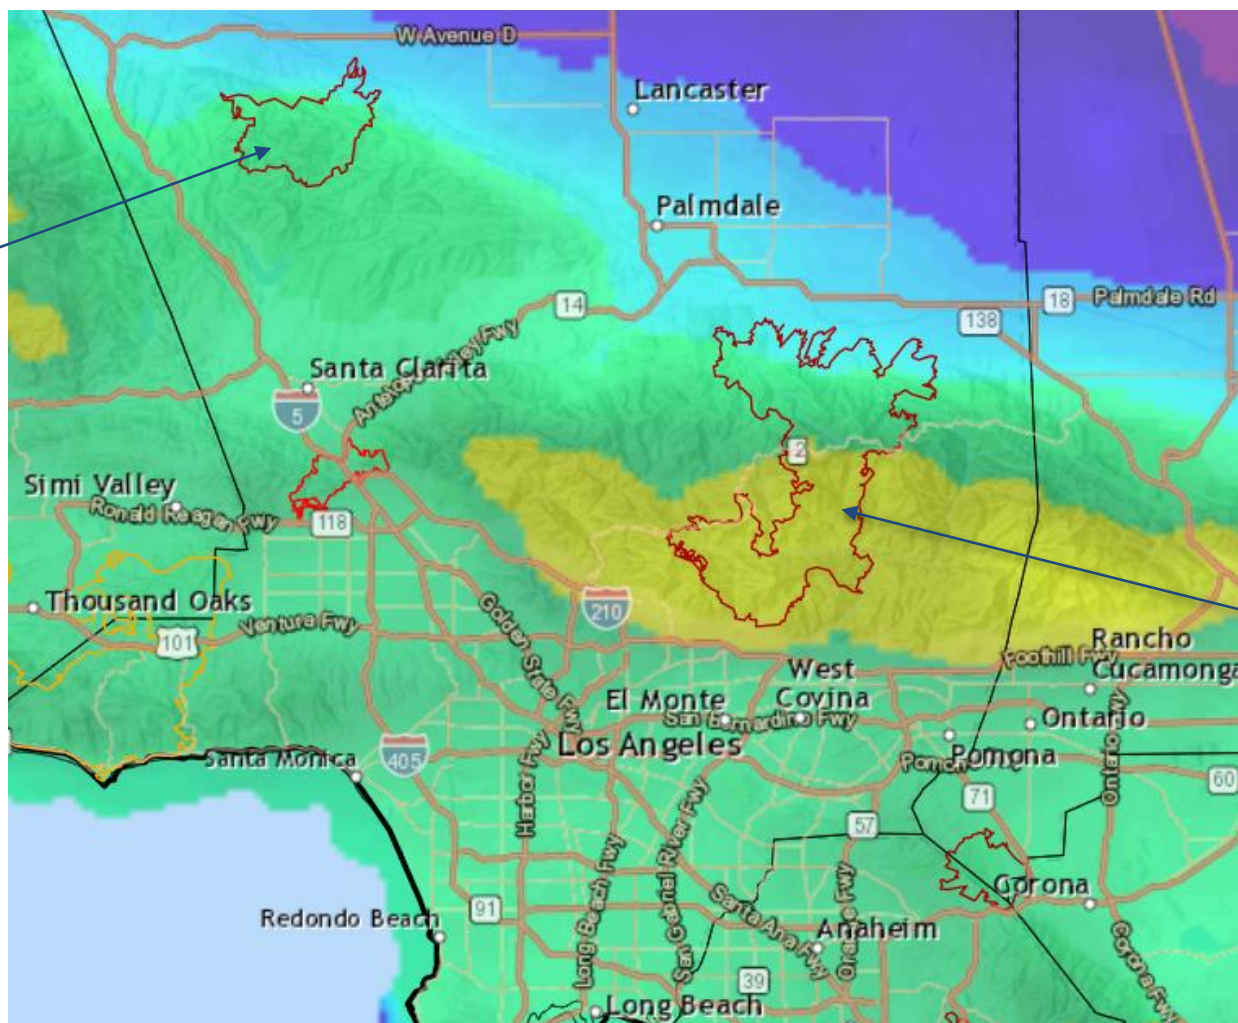 W Avenue D
Lancaster
Palmdale
14
18
Palmdale Rd
138
Antelope Valley Fwy
Santa Clarita
5
2
Simi Valley
Ronald Reagan Fwy
118
Thousand Oaks
101
Ventura Fwy
Golden State Fwy
210
Foothill Fwy
Rancho
Cucamonga
West
Covina
El Monte
San Bernardino Fwy
Ontario
Los Angeles
Pomona
Santa Monica
405
Harbor Fwy
Ontario Fwy
60
71
57
Long Beach Fwy
San Gabriel River Fwy
Corona
91
Redondo Beach
Santa Ana Fwy
Orange Fwy
Anaheim
Corona Fwy
39
Long Beach